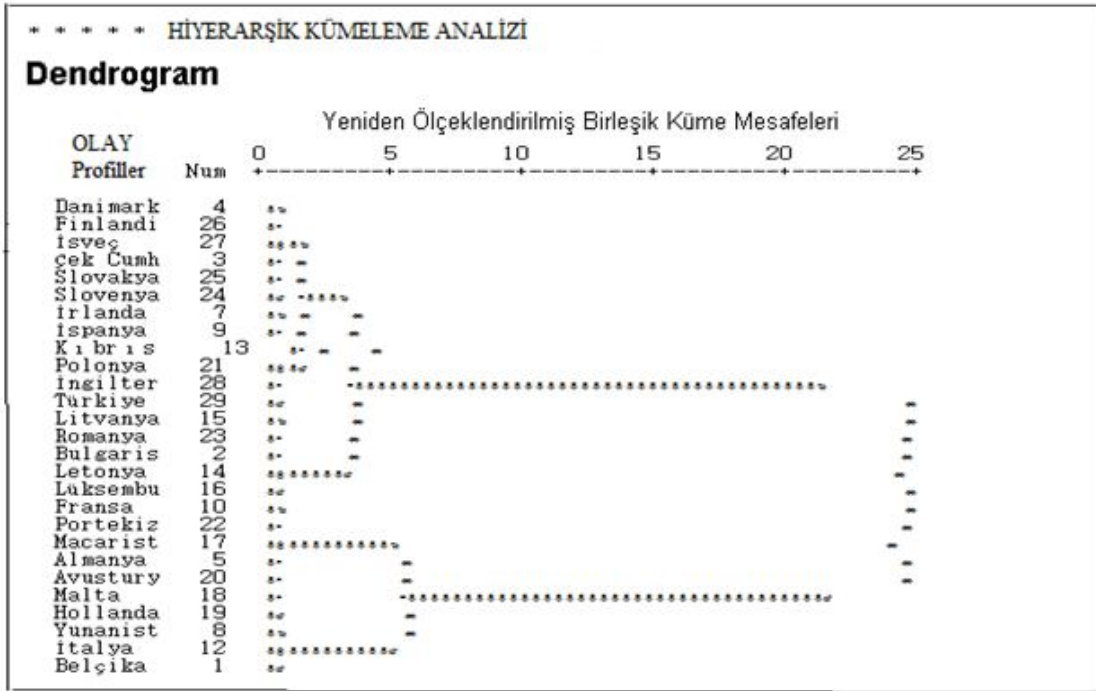 * * * * * HİYERARŞİK KÜMELEME ANALİZİ
Dendrogram
Yeniden Ölçeklendirilmiş Birleşik Küme Mesafeleri
OLAY 0 5 10 15 20 25
Profiller Num
Danimark 4
Finlandi 26
İsveç 27
Çek Cumh 3
Slovakya 25
Slovenya 24
İrlanda 7
İspanya 9
Kıbrıs 13
Polonya 21
İngilter 28
Türkiye 29
Litvanya 15
Romanya 23
Bulgaris 2
Letonya 14
Lüksembu 16
Fransa 10
Portekiz 22
Macarist 17
Almanya 5
Avustury 20
Malta 18
Hollanda 19
Yunanist 8
İtalya 12
Belçika 1